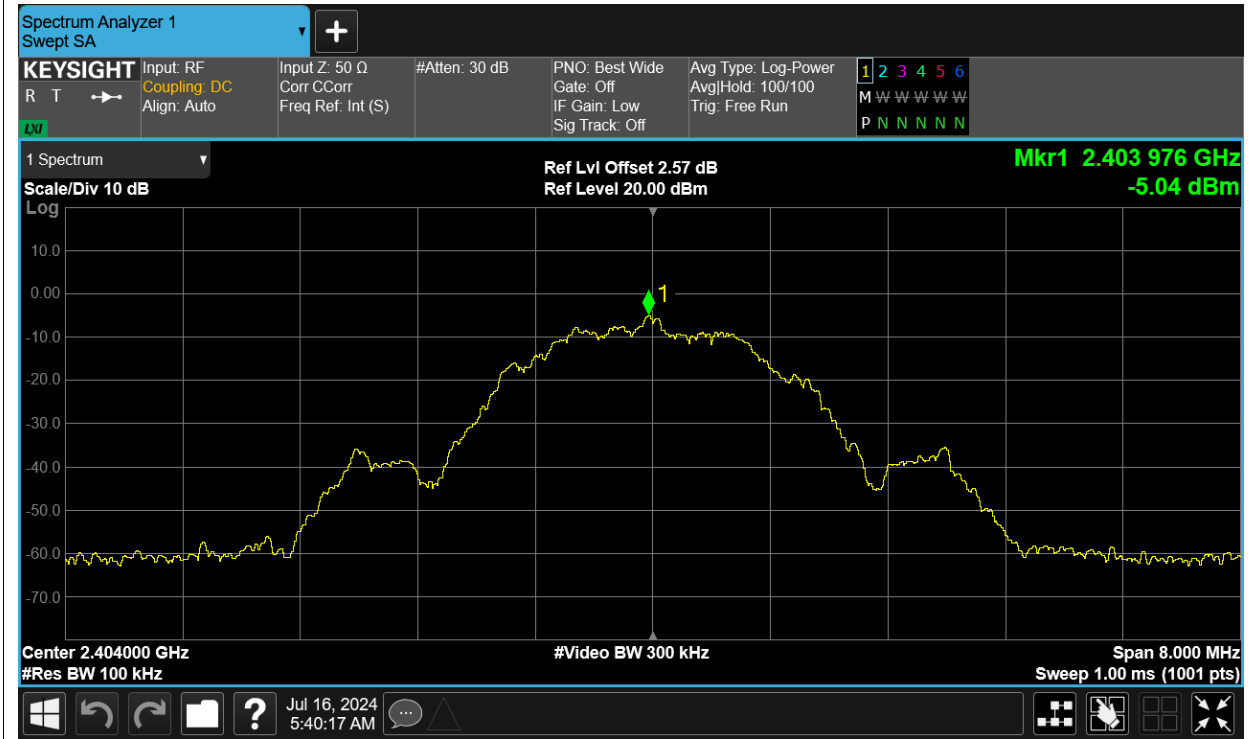 Spectrum Analyzer 1
Swept SA
+
KEYSIGHT
R T
LXI
Input: RF
Coupling: DC
Align: Auto
Input Z: 50 Ω
Corr CCorr
Freq Ref: Int (S)
#Atten: 30 dB
PNO: Best Wide
Gate: Off
IF Gain: Low
Sig Track: Off
Avg Type: Log-Power
Avg|Hold: 100/100
Trig: Free Run
1 2 3 4 5 6
M W W W W W W
P N N N N N N
1 Spectrum
Scale/Div 10 dB
Log
Ref Lvl Offset 2.57 dB
Ref Level 20.00 dBm
Mkr1 2.403 976 GHz
-5.04 dBm
10.0
0.00
1
-10.0
-20.0
-30.0
-40.0
-50.0
-60.0
-70.0
Center 2.404000 GHz
#Res BW 100 kHz
#Video BW 300 kHz
Span 8.000 MHz
Sweep 1.00 ms (1001 pts)
?
Jul 16, 2024
5:40:17 AM